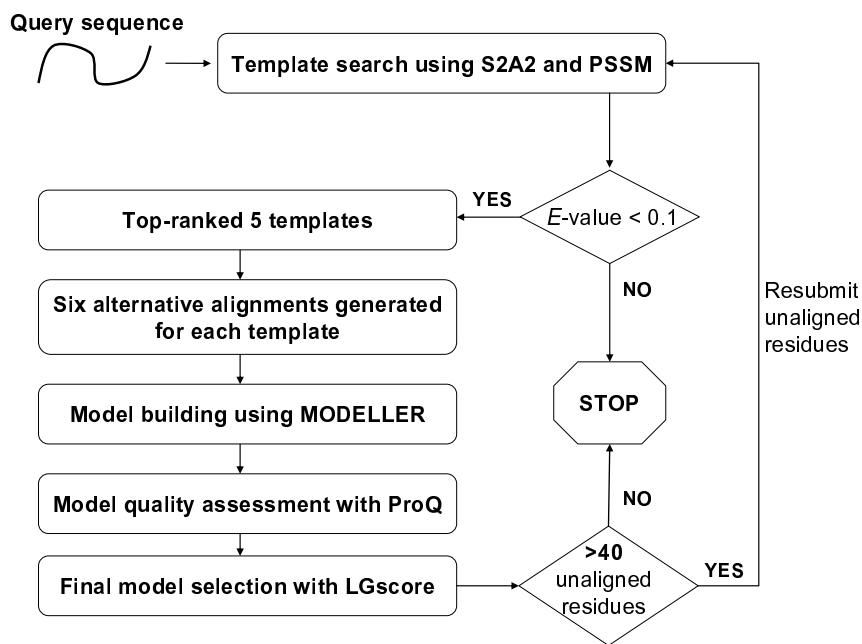 Query sequence
Template search using S2A2 and PSSM
YES
E-value < 0.1
Top-ranked 5 templates
NO
Six alternative alignments generated
for each template
Resubmit
unaligned
residues
STOP
Model building using MODELLER
Model quality assessment with ProQ
NO
Final model selection with LGscore
>40
unaligned
residues
YES